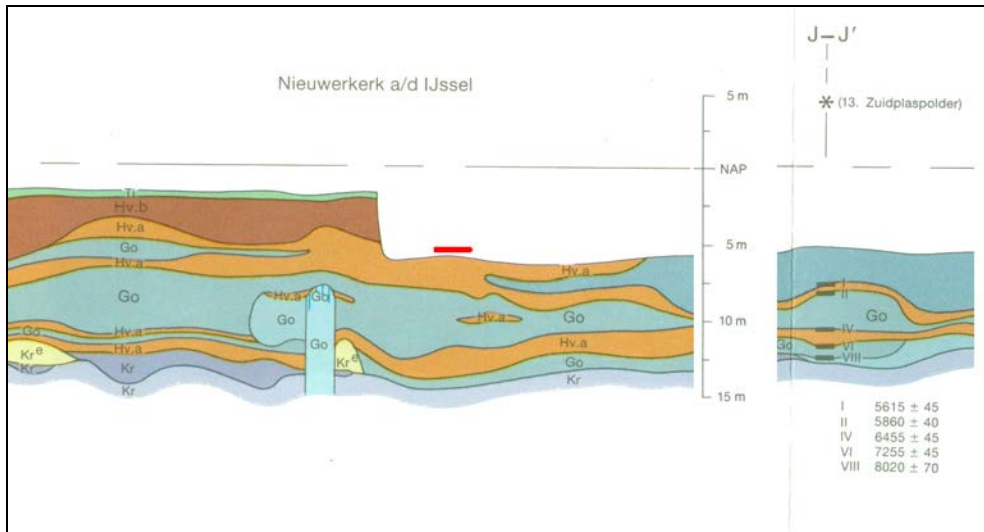 J–J'
Nieuwerkerk a/d IJssel
5 m
(13. Zuidplaspolder)
NAP
Ti
Hv.b
Hv.a
Go
Hv.a
5 m
Hv.a
I
II
Go
Hv.a
Go
Go
Go
Hv.a
Go
10 m
Go
Hv.a
IV
Go
Hv.a
Go
Hv.a
Go
VI
VIII
Kr e
Kr
Kr
Kr e
Kr
Go
Kr
15 m
I 5615 ± 45
II 5860 ± 40
IV 6455 ± 45
VI 7255 ± 45
VIII 8020 ± 70